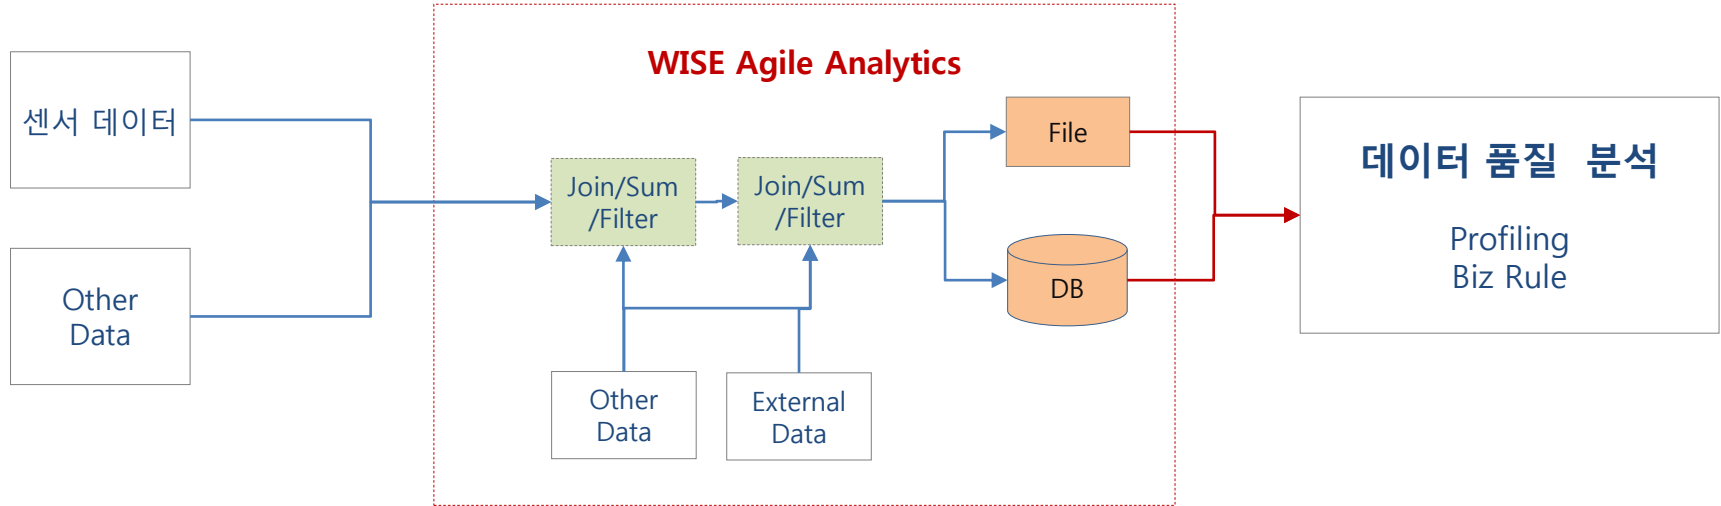 WISE Agile Analytics
센서 데이터
Other
Data
Join/Sum
/Filter
Join/Sum
/Filter
Other
Data
External
Data
File
DB
데이터 품질 분석
Profiling
Biz Rule